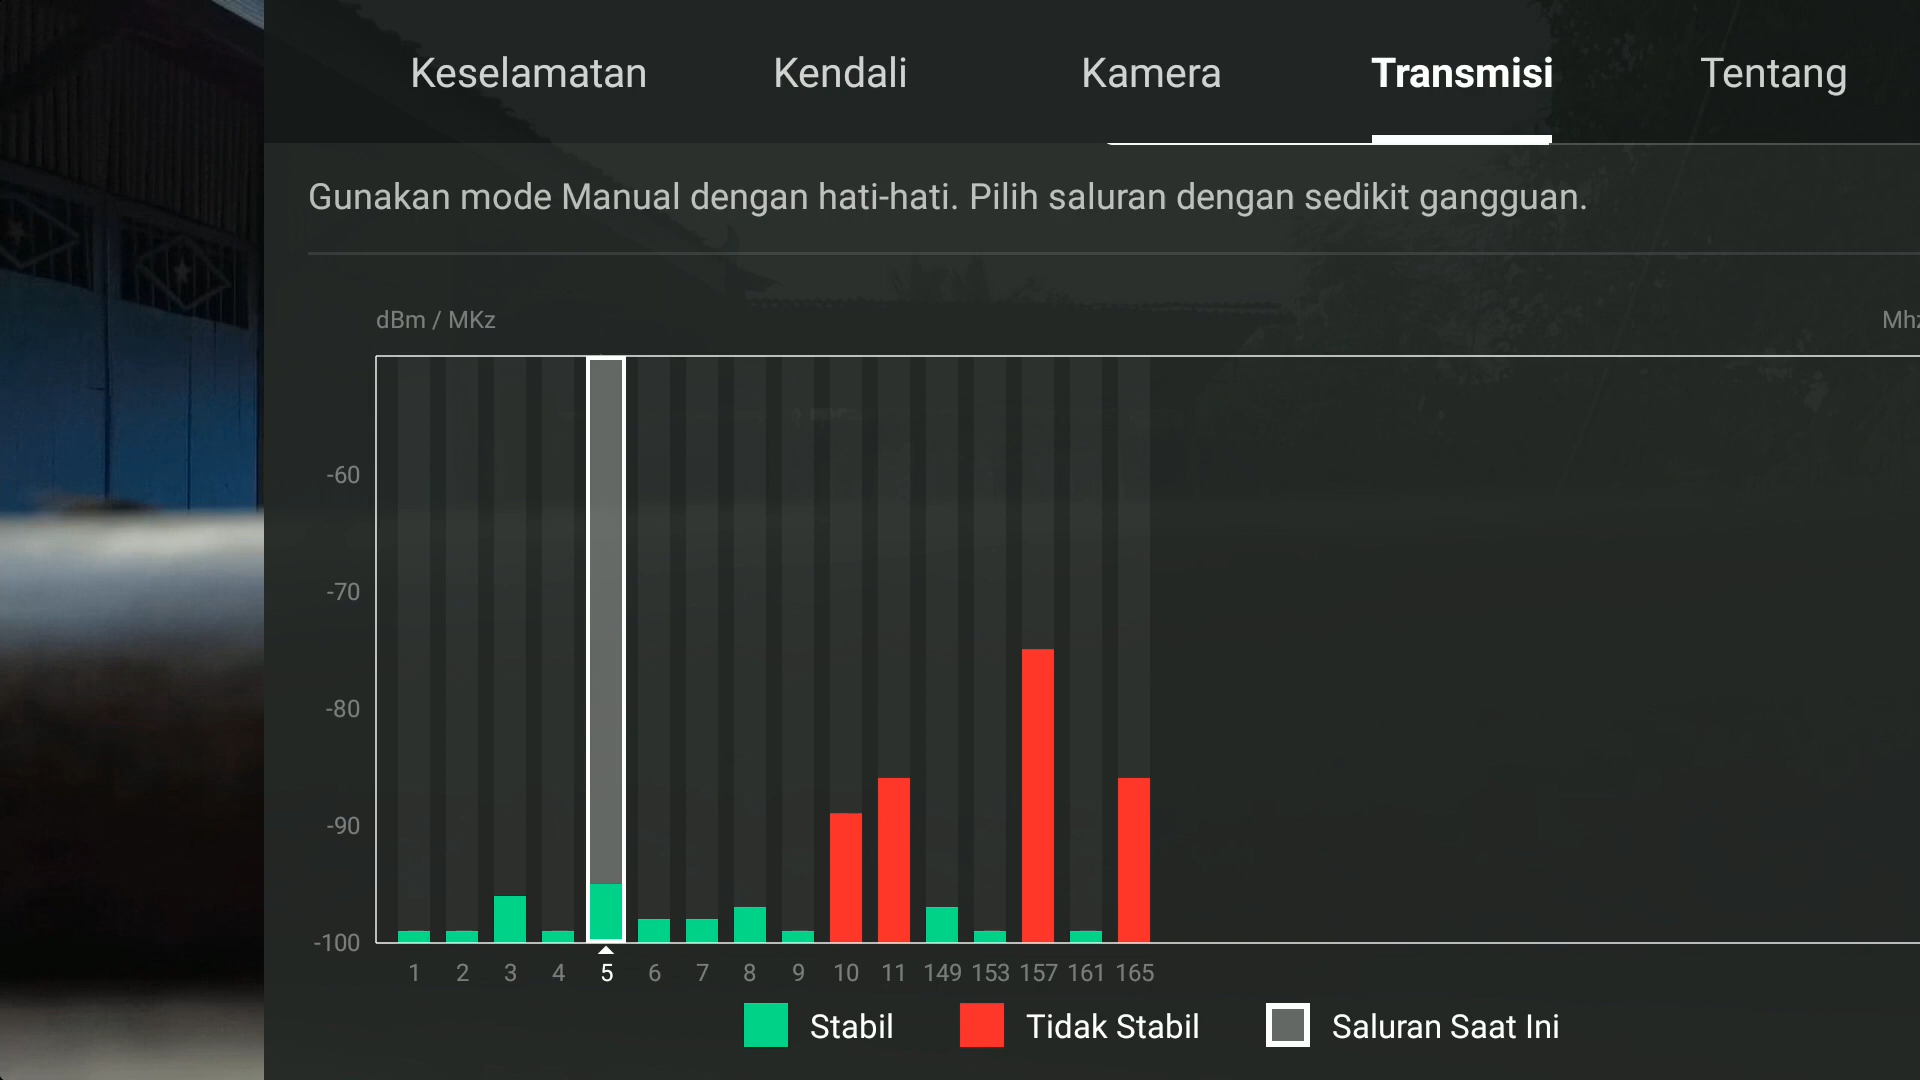 Keselamatan Kendali Kamera Transmisi Tentang
Gunakan mode Manual dengan hati-hati. Pilih saluran dengan sedikit gangguan.
dBm / MKz Mhz
-60
-70
-80
-90
-100
1 2 3 4 5 6 7 8 9 10 11 149 153 157 161 165
Stabil Tidak Stabil Saluran Saat Ini